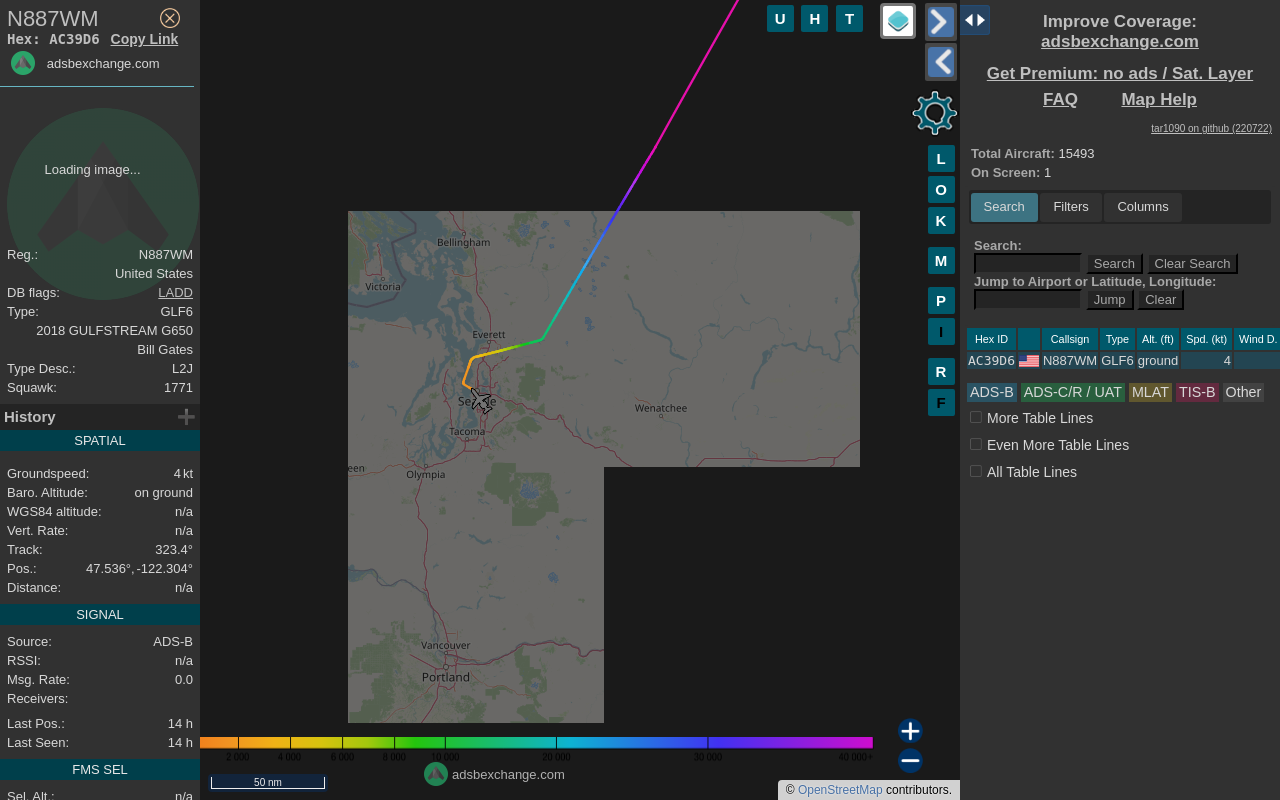 N887WM
Hex: AC39D6 Copy Link
adsbexchange.com
Loading image...
Reg.: N887WM
United States
DB flags: LADD
Type: GLF6
2018 GULFSTREAM G650
Bill Gates
Type Desc.: L2J
Squawk: 1771
History
SPATIAL
Groundspeed: 4 kt
Baro. Altitude: on ground
WGS84 altitude: n/a
Vert. Rate: n/a
Track: 323.4°
Pos.: 47.536°, -122.304°
Distance: n/a
SIGNAL
Source: ADS-B
RSSI: n/a
Msg. Rate: 0.0
Receivers:
Last Pos.: 14 h
Last Seen: 14 h
FMS SEL
Sel. Alt.: n/a
U H T
L
O
K
M
P
I
R
F
Bellingham
Victoria
Everett
Seattle
Wenatchee
Tacoma
een
Olympia
Vancouver
Portland
2 000 4 000 6 000 8 000 10 000 20 000 30 000 40 000+
adsbexchange.com
50 nm
© OpenStreetMap contributors.
Improve Coverage:
adsbexchange.com
Get Premium: no ads / Sat. Layer
FAQ Map Help
tar1090 on github (220722)
Total Aircraft: 15493
On Screen: 1
Search Filters Columns
Search:
Search Clear Search
Jump to Airport or Latitude, Longitude:
Jump Clear
Hex ID Callsign Type Alt. (ft) Spd. (kt) Wind D.
AC39D6 N887WM GLF6 ground 4
ADS-B ADS-C/R / UAT MLAT TIS-B Other
More Table Lines
Even More Table Lines
All Table Lines